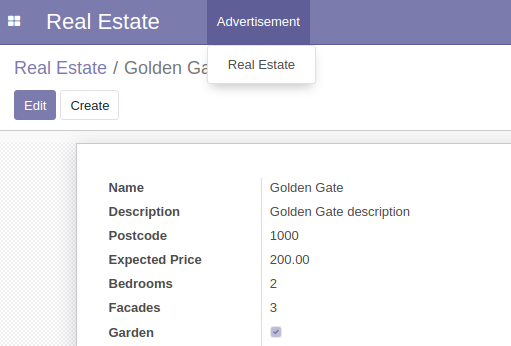 Real Estate Advertisement
Real Estate
Real Estate / Golden Ga
Edit Create
Name Golden Gate
Description Golden Gate description
Postcode 1000
Expected Price 200.00
Bedrooms 2
Facades 3
Garden